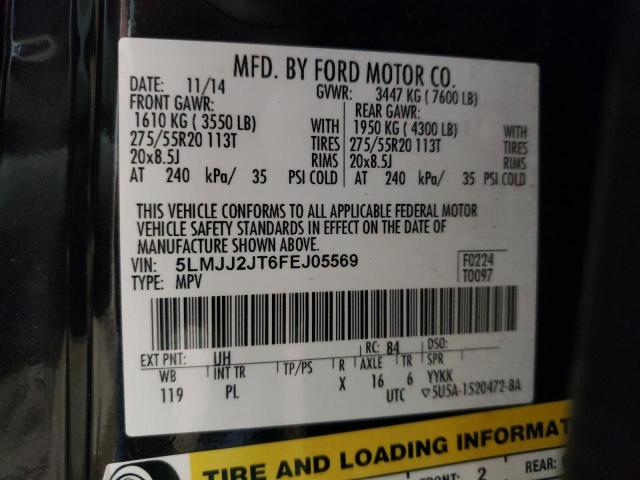 MFD. BY FORD MOTOR CO.
DATE: 11/14 GVWR: 3447 KG ( 7600 LB)
FRONT GAWR: REAR GAWR:
1610 KG ( 3550 LB) WITH 1950 KG ( 4300 LB) WITH
275/55R20 113T TIRES 275/55R20 113T TIRES
20x8.5J RIMS 20x8.5J RIMS
AT 240 kPa/ 35 PSI COLD AT 240 kPa/ 35 PSI COLD
THIS VEHICLE CONFORMS TO ALL APPLICABLE FEDERAL MOTOR
VEHICLE SAFETY STANDARDS IN EFFECT ON THE DATE OF
MANUFACTURE SHOWN ABOVE.
VIN: 5LMJJ2JT6FEJ05569 F0224
TYPE: MPV T0097
EXT PNT: UH RC: 84 DSO:
WB INT TR TP/PS R AXLE TR SPR
119 PL X 16 6 YYKK
UTC ▽5U5A-1520472-BA
TIRE AND LOADING INFORMAT
FRONT: 2 REAR: